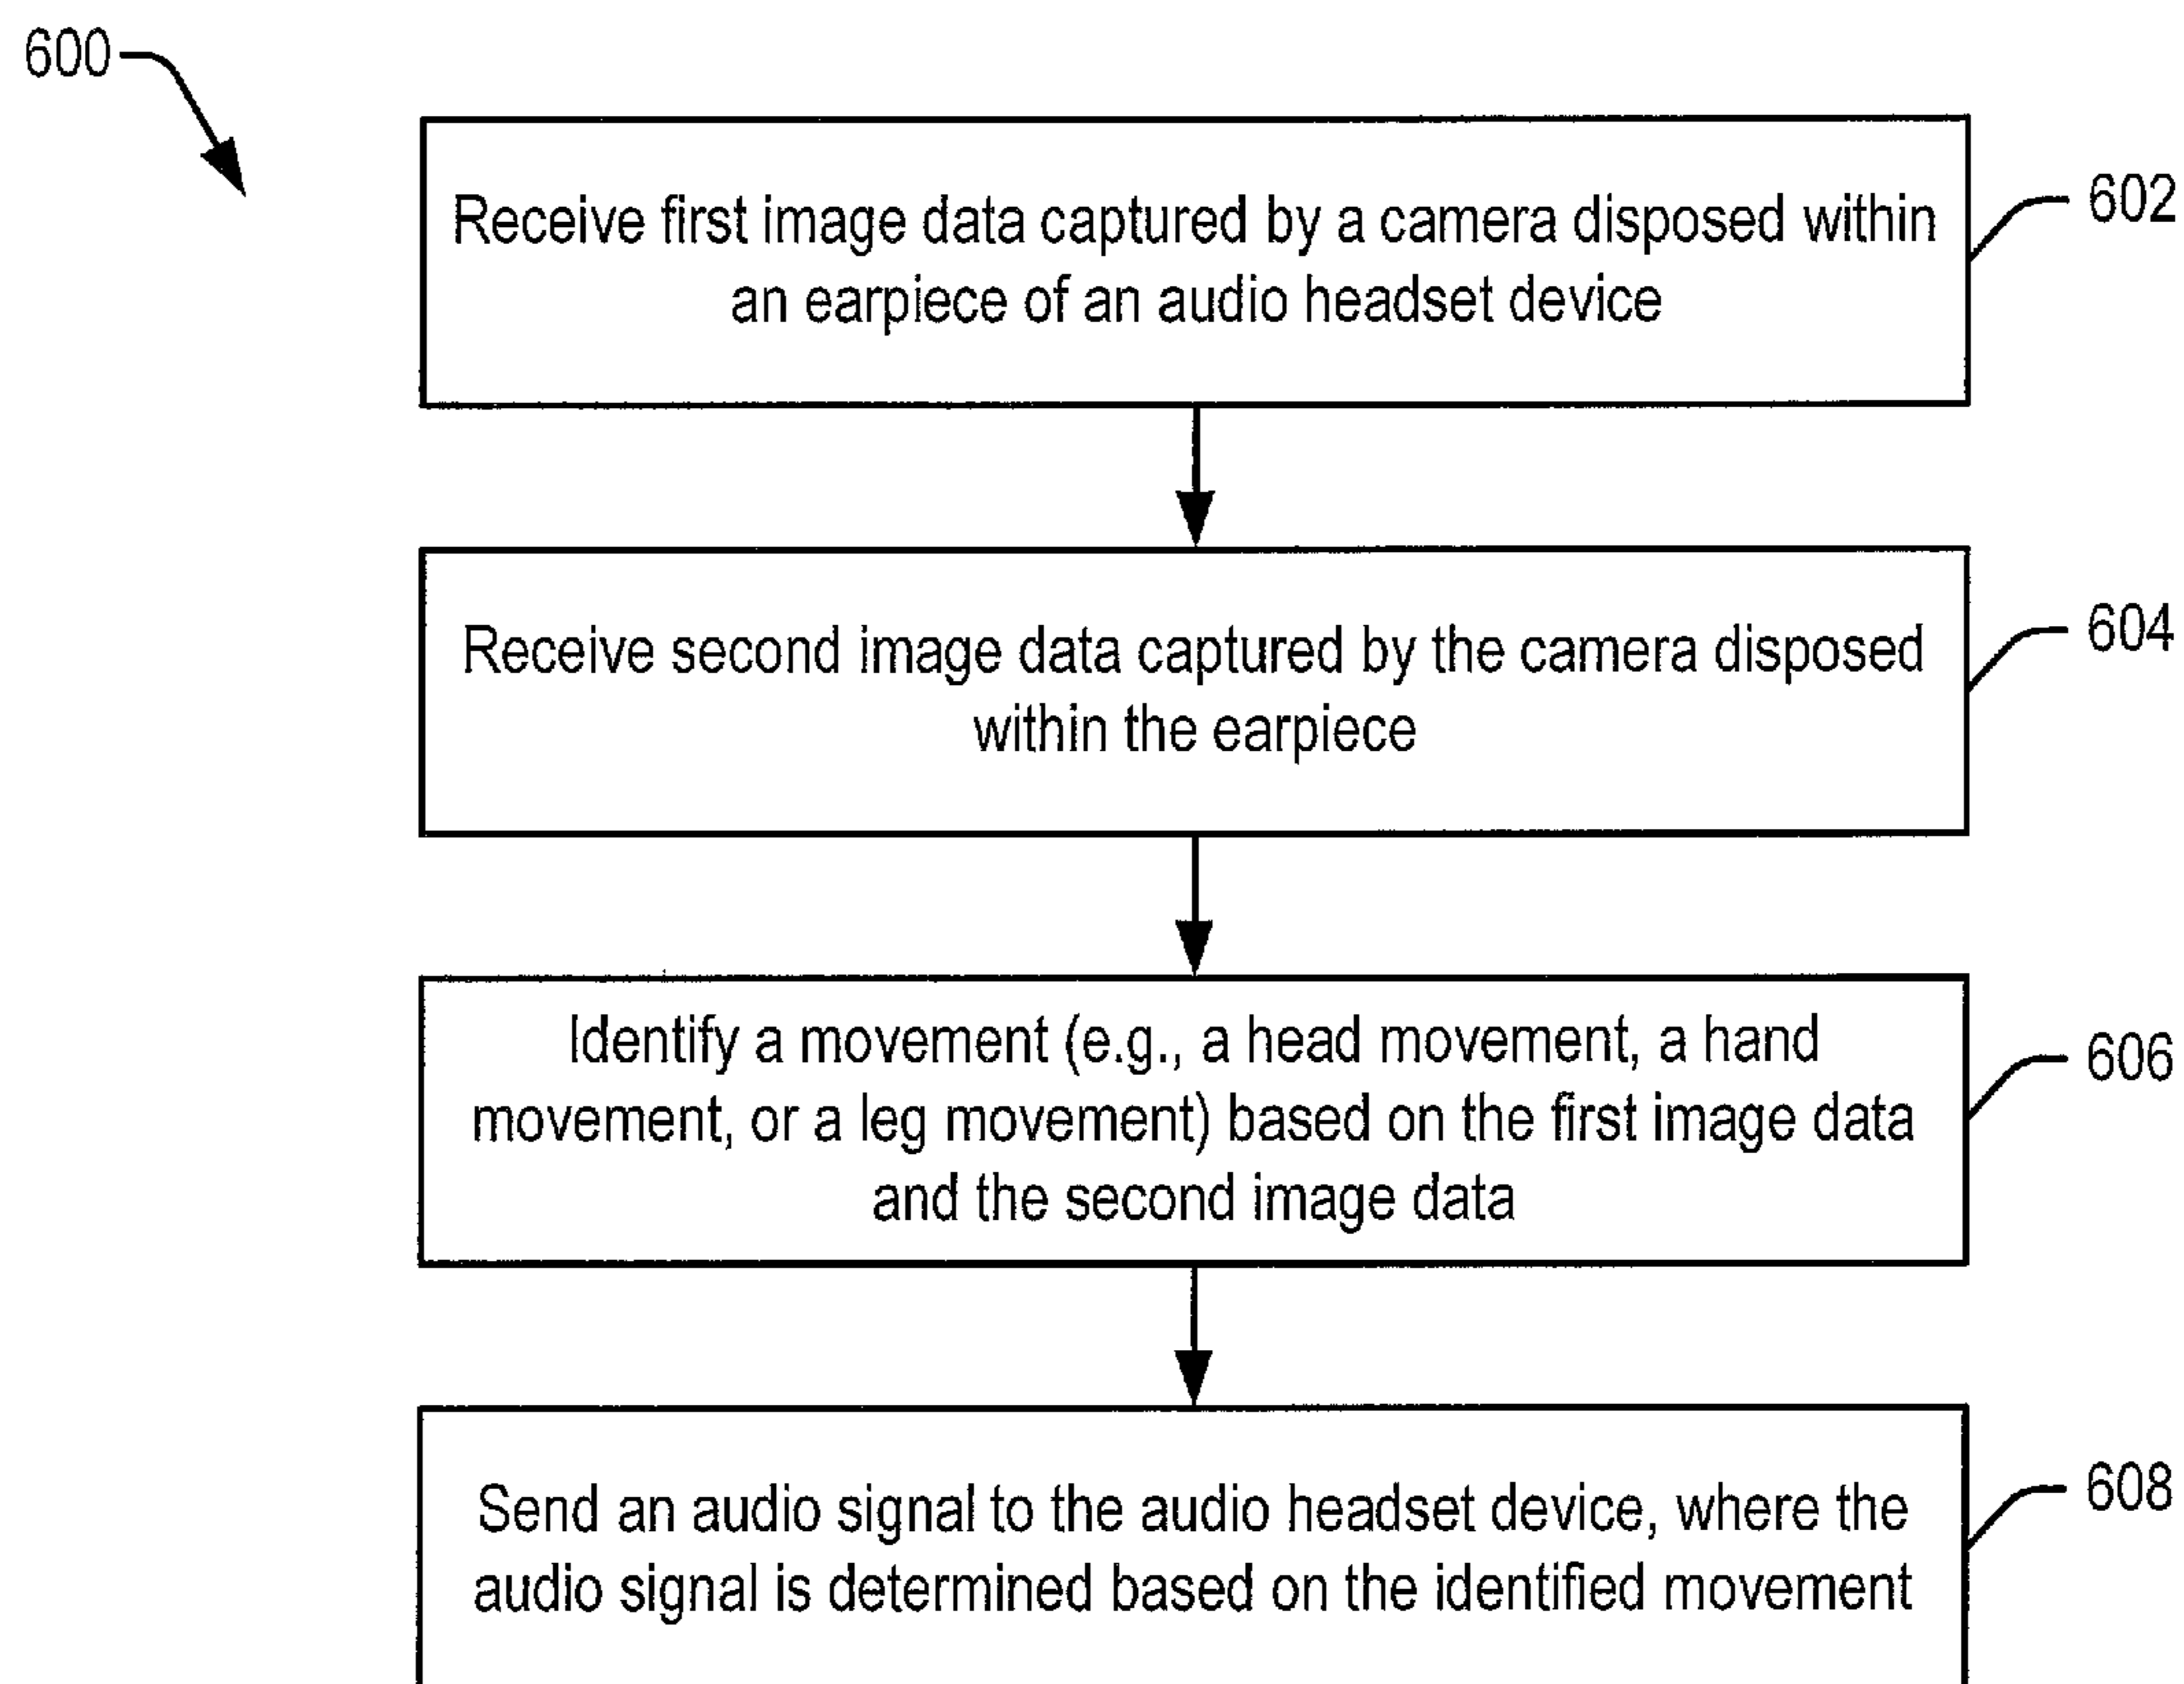 600
Receive first image data captured by a camera disposed within
an earpiece of an audio headset device
602
Receive second image data captured by the camera disposed
within the earpiece
604
Identify a movement (e.g., a head movement, a hand
movement, or a leg movement) based on the first image data
and the second image data
606
Send an audio signal to the audio headset device, where the
audio signal is determined based on the identified movement
608